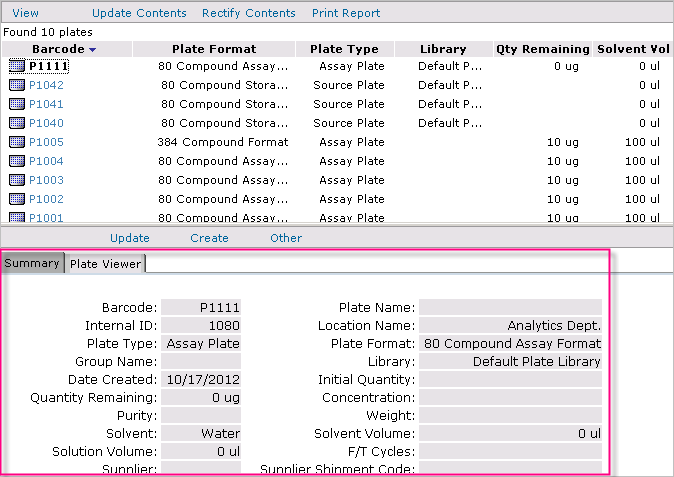 View Update Contents Rectify Contents Print Report
Found 10 plates
Barcode Plate Format Plate Type Library Qty Remaining Solvent Vol
P1111 80 Compound Assay... Assay Plate Default P... 0 ug 0 ul
P1042 80 Compound Stora... Source Plate Default P... 0 ul
P1041 80 Compound Stora... Source Plate Default P... 0 ul
P1040 80 Compound Stora... Source Plate Default P... 0 ul
P1005 384 Compound Format Assay Plate 10 ug 100 ul
P1004 80 Compound Assay... Assay Plate 10 ug 100 ul
P1003 80 Compound Assay... Assay Plate 10 ug 100 ul
P1002 80 Compound Assay... Assay Plate 10 ug 100 ul
P1001 80 Compound Assay... Assay Plate 10 ug 100 ul
Update Create Other
Summary Plate Viewer
Barcode: P1111 Plate Name:
Internal ID: 1080 Location Name: Analytics Dept.
Plate Type: Assay Plate Plate Format: 80 Compound Assay Format
Group Name: Library: Default Plate Library
Date Created: 10/17/2012 Initial Quantity:
Quantity Remaining: 0 ug Concentration:
Purity: Weight:
Solvent: Water Solvent Volume: 0 ul
Solution Volume: 0 ul F/T Cycles:
Supplier: Supplier Shipment Code: